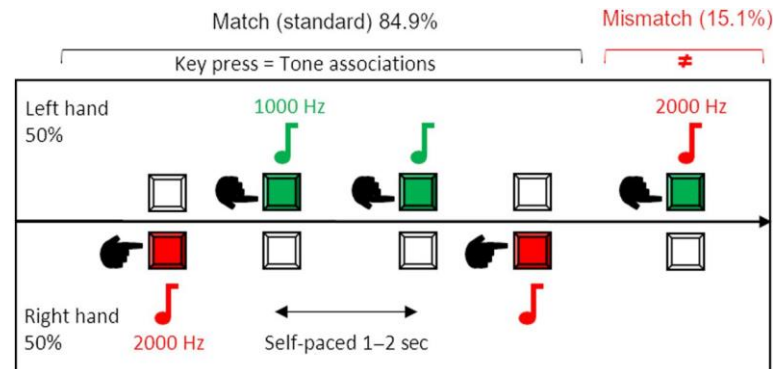 Match (standard) 84.9%
Mismatch (15.1%)
Key press = Tone associations
≠
Left hand
50%
1000 Hz
2000 Hz
Right hand
50%
2000 Hz
Self-paced 1–2 sec